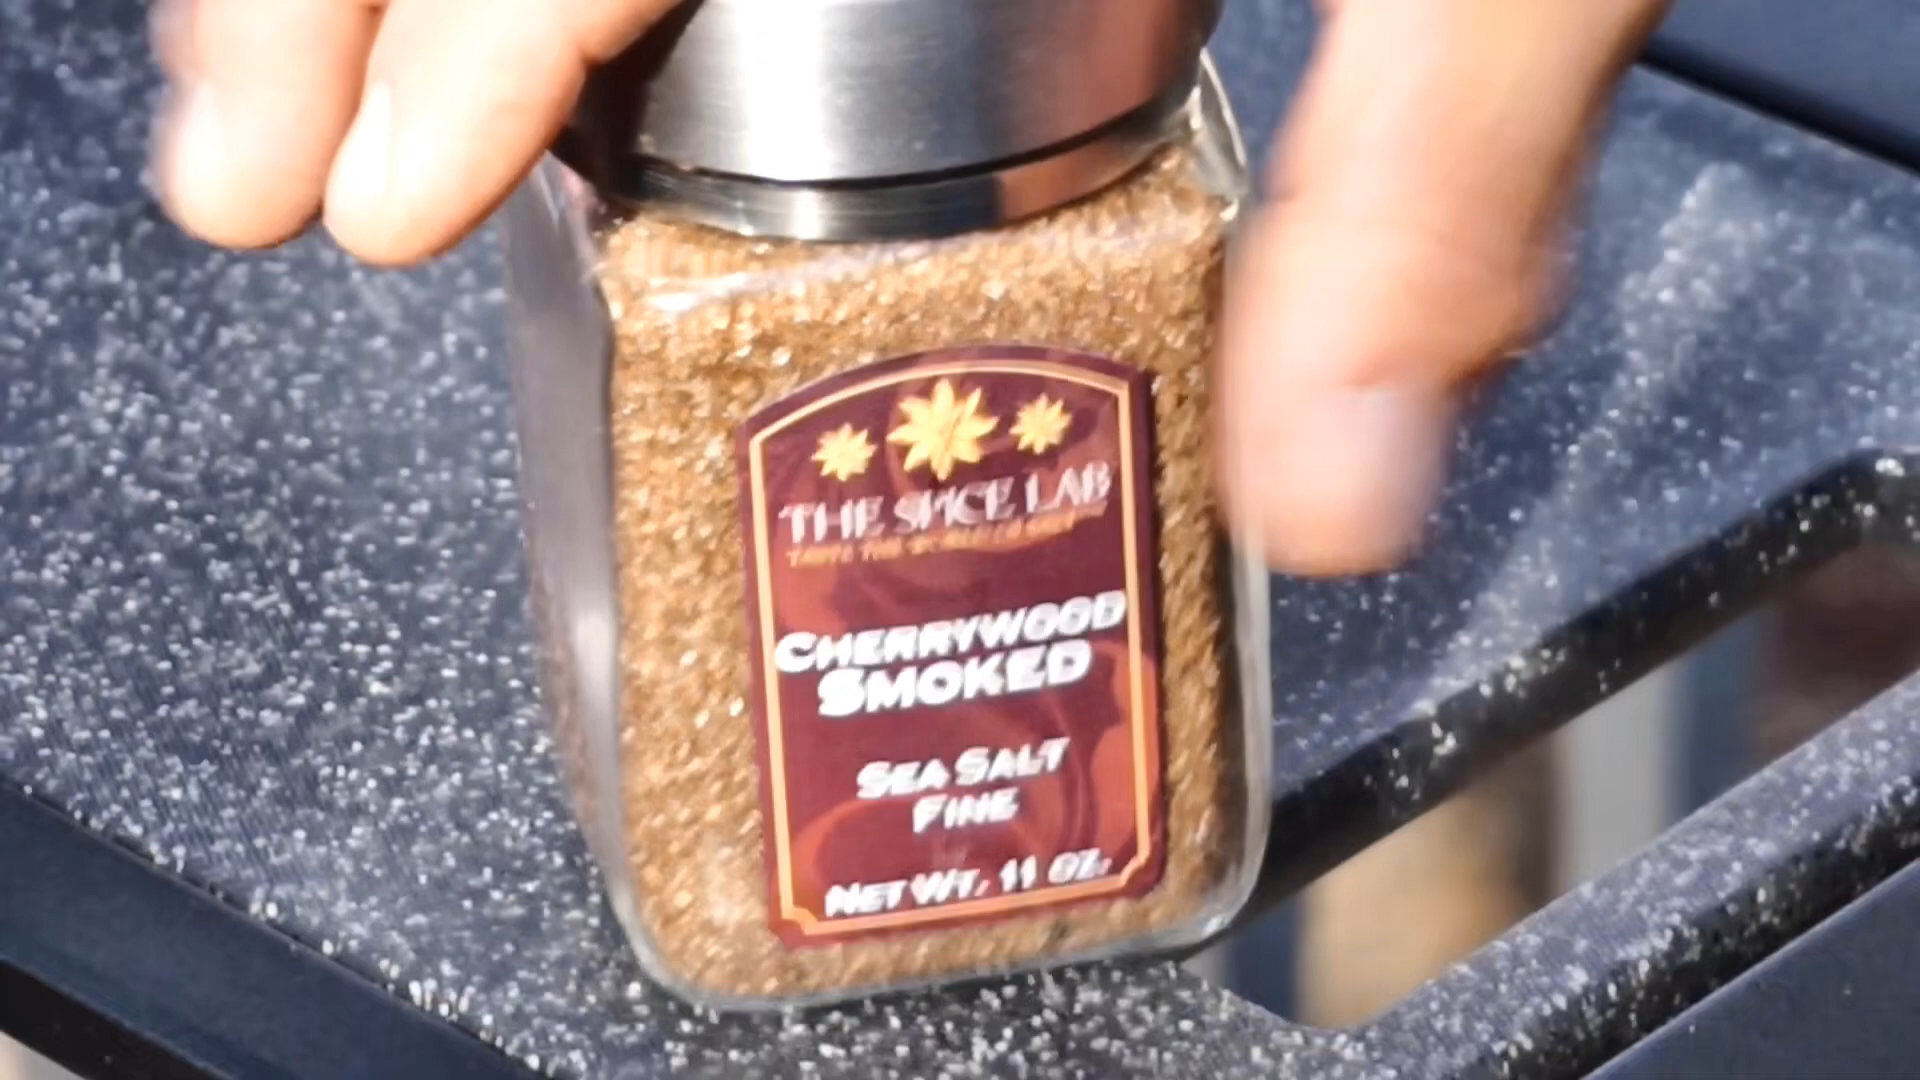 THE SPICE LAB
CHERRYWOOD
SMOKED
SEA SALT
FINE
NET WT. 11 OZ.